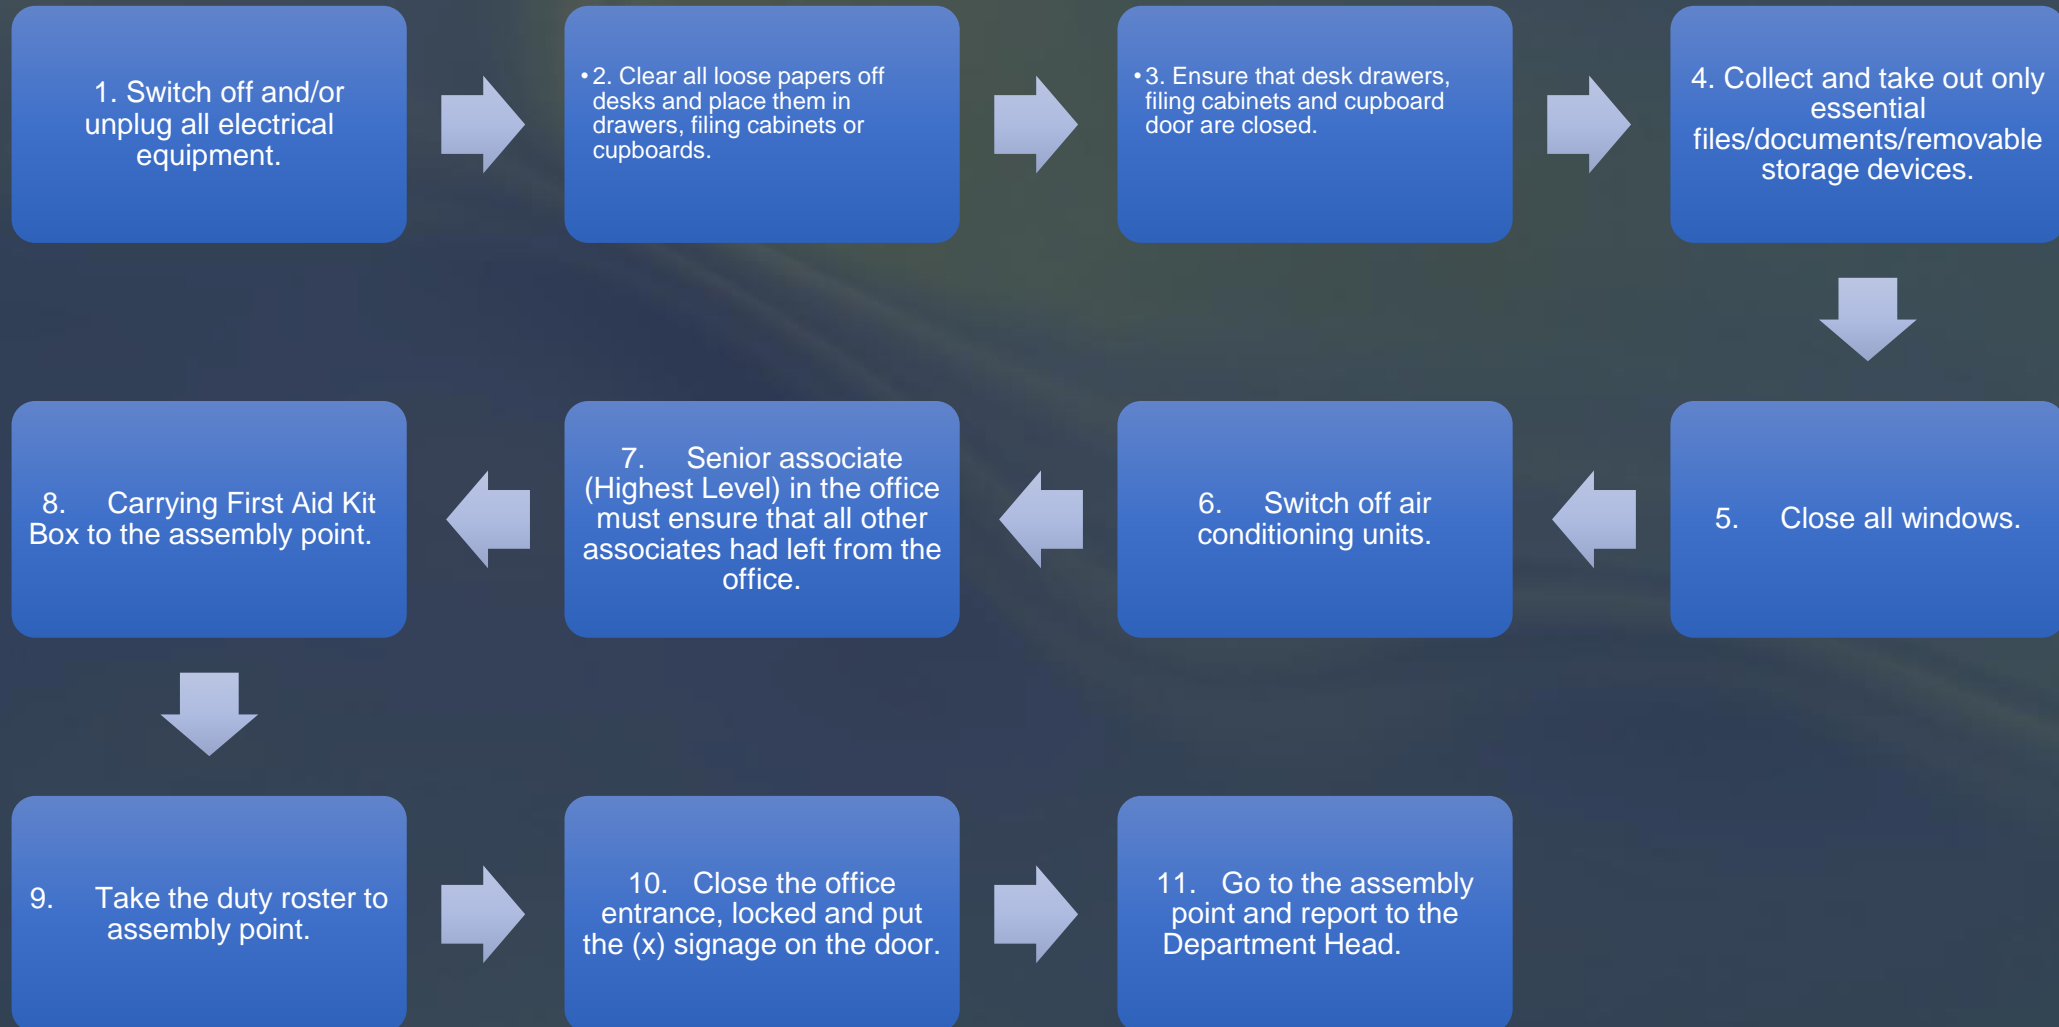 1. Switch off and/or
unplug all electrical
equipment.
• 2. Clear all loose papers off
desks and place them in
drawers, filing cabinets or
cupboards.
• 3. Ensure that desk drawers,
filing cabinets and cupboard
door are closed.
4. Collect and take out only
essential
files/documents/removable
storage devices.
5. Close all windows.
6. Switch off air
conditioning units.
7. Senior associate
(Highest Level) in the office
must ensure that all other
associates had left from the
office.
8. Carrying First Aid Kit
Box to the assembly point.
9. Take the duty roster to
assembly point.
10. Close the office
entrance, locked and put
the (x) signage on the door.
11. Go to the assembly
point and report to the
Department Head.